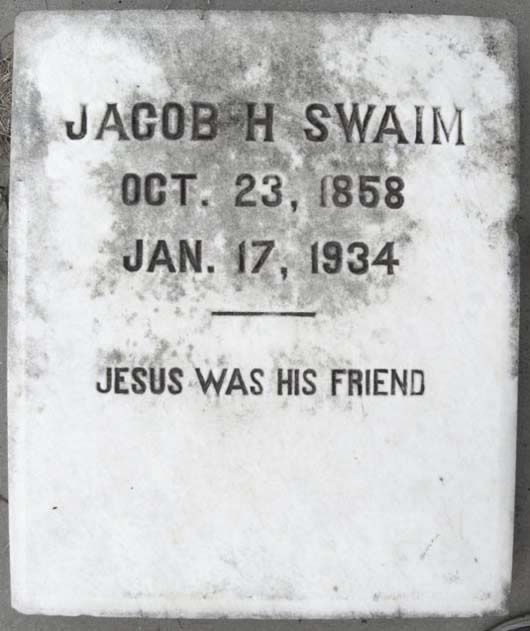 JACOB H SWAIM
OCT. 23, 1858
JAN. 17, 1934
JESUS WAS HIS FRIEND